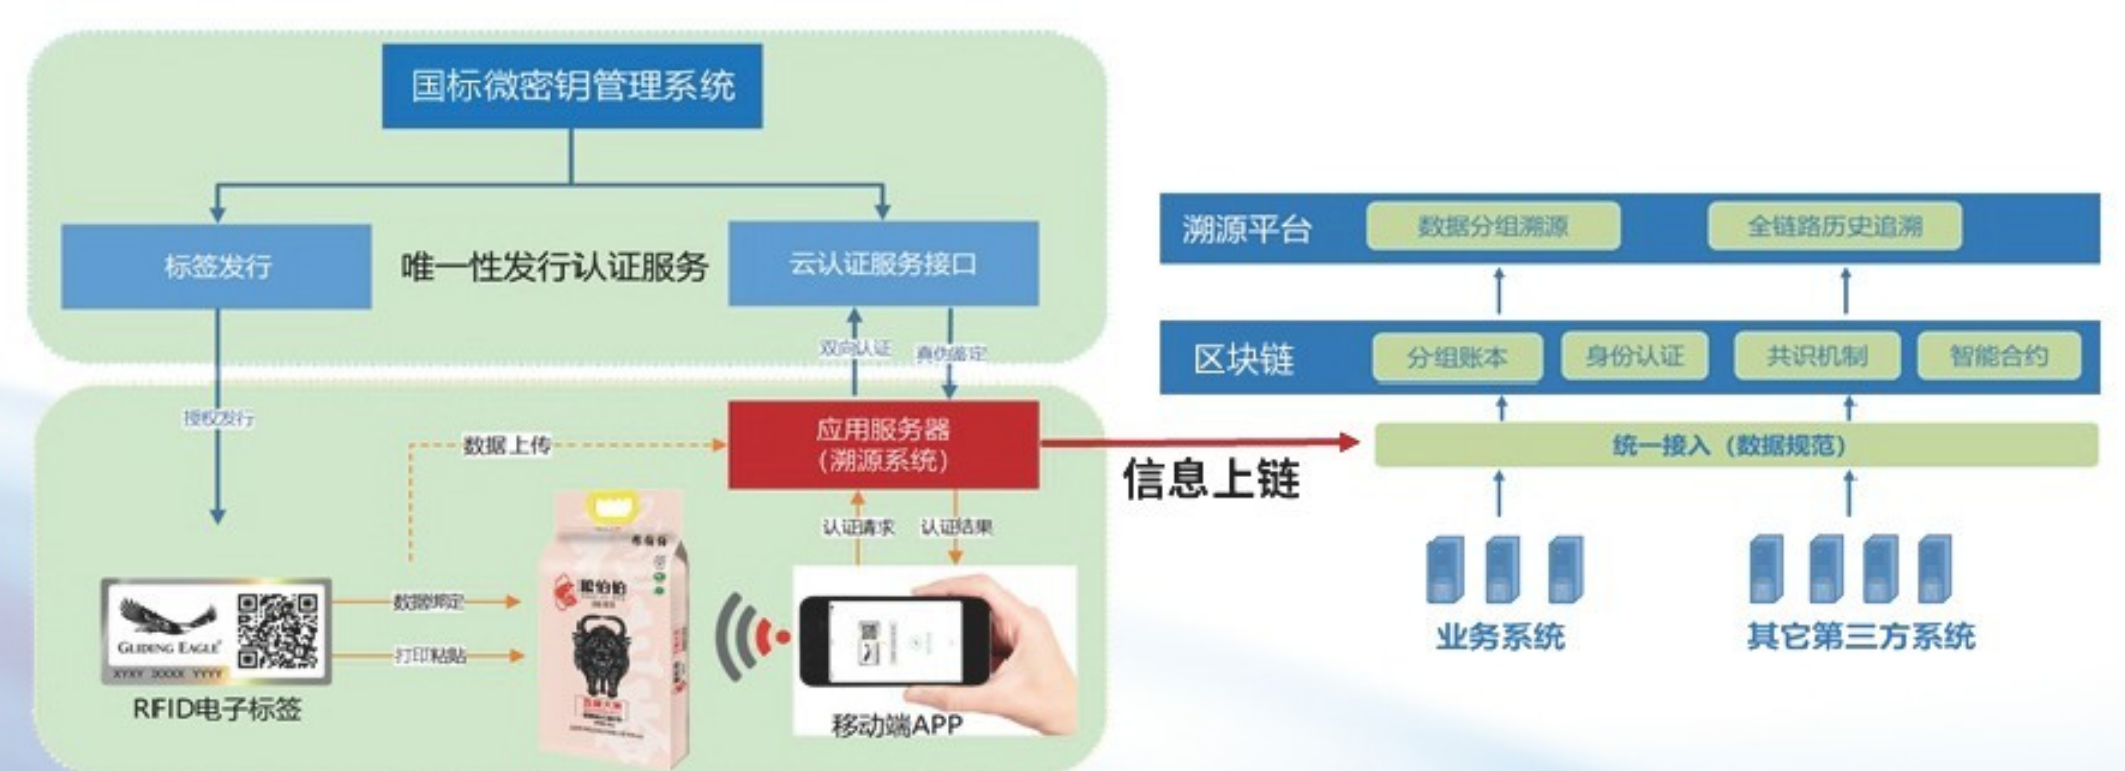 国标微密钥管理系统
标签发行
唯一性发行认证服务
云认证服务接口
双向认证
真伪鉴定
授权发行
数据上传
应用服务器
(溯源系统)
信息上链
认证请求
认证结果
数据绑定
打印粘贴
GLIDING EAGLE
RFID电子标签
移动端APP
溯源平台
数据分组溯源
全链路历史追溯
区块链
分组账本
身份认证
共识机制
智能合约
统一接入（数据规范）
业务系统
其它第三方系统